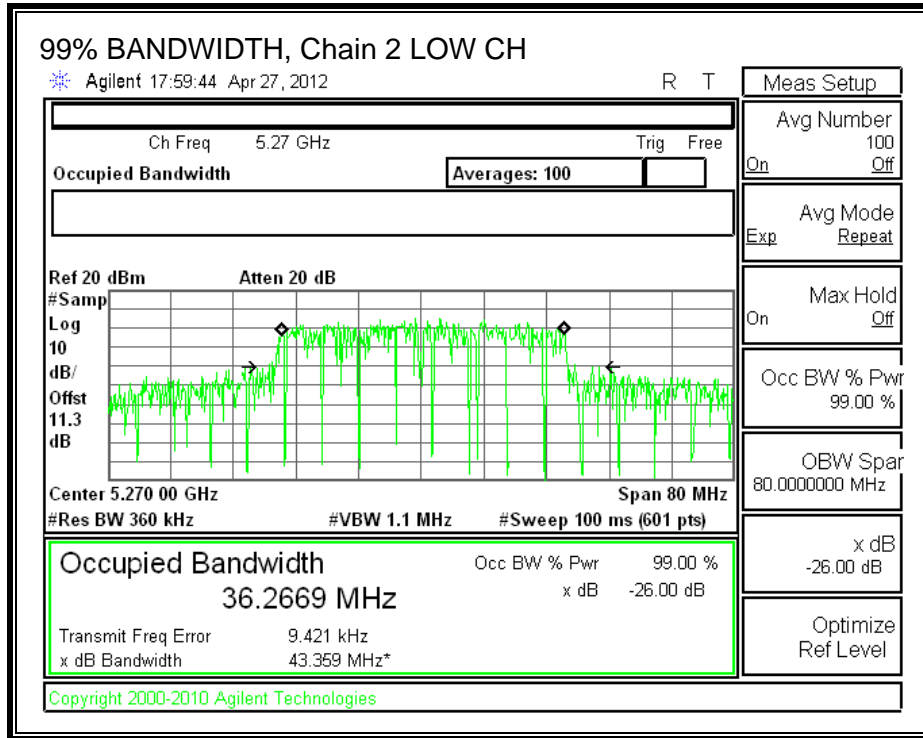 99% BANDWIDTH, Chain 2 LOW CH
Agilent 17:59:44 Apr 27, 2012 R T
Ch Freq 5.27 GHz Trig Free
Occupied Bandwidth Averages: 100
Ref 20 dBm Atten 20 dB
#Samp
Log
10
dB/
Offst
11.3
dB
Center 5.270 00 GHz Span 80 MHz
#Res BW 360 kHz #VBW 1.1 MHz #Sweep 100 ms (601 pts)
Occupied Bandwidth Occ BW % Pwr 99.00 %
36.2669 MHz x dB -26.00 dB
Transmit Freq Error 9.421 kHz
x dB Bandwidth 43.359 MHz*
Copyright 2000-2010 Agilent Technologies
Meas Setup
Avg Number
100
On Off
Avg Mode
Exp Repeat
Max Hold
On Off
Occ BW % Pwr
99.00 %
OBW Span
80.0000000 MHz
x dB
-26.00 dB
Optimize
Ref Level